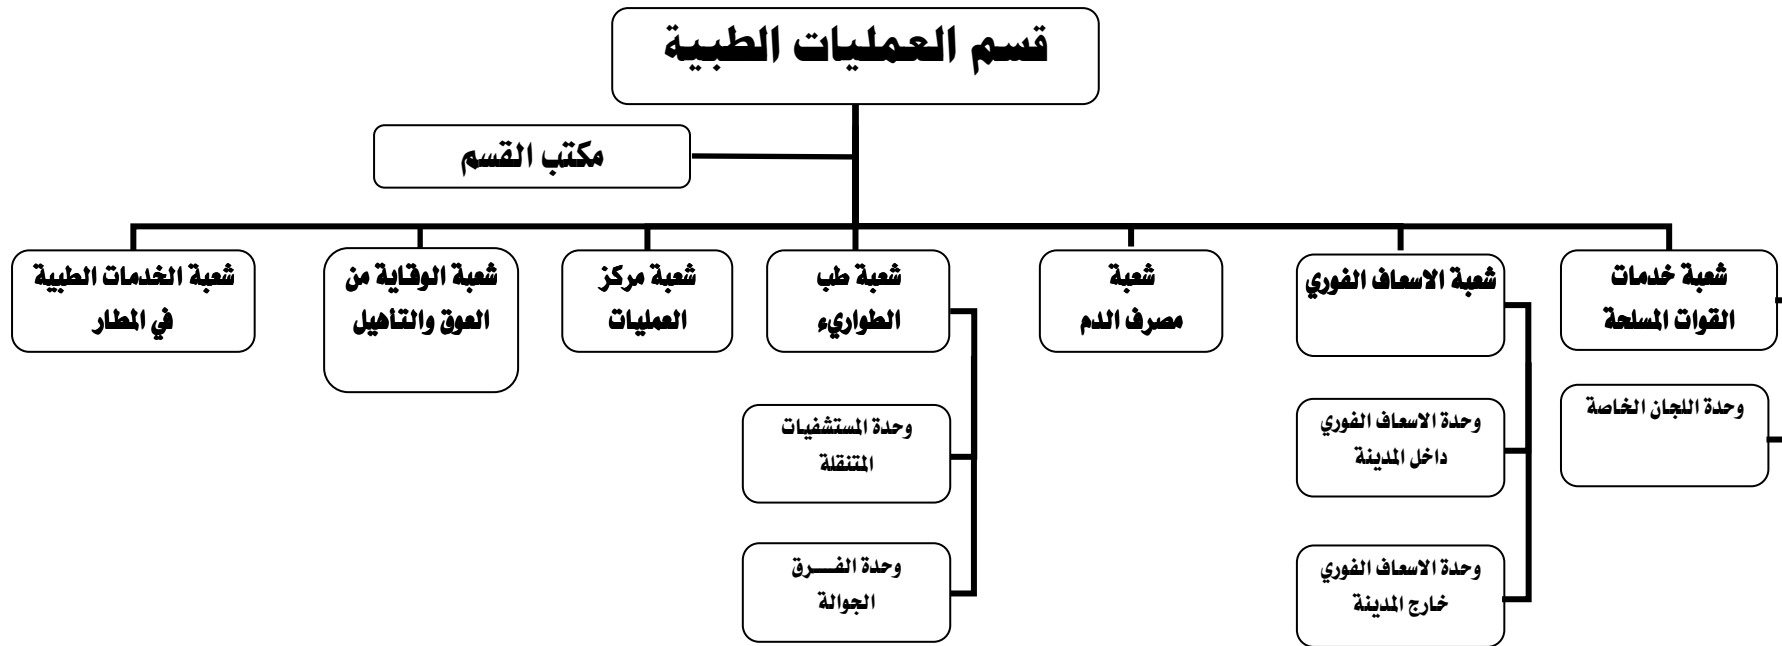 قسم العمليات الطبية
مكتب القسم
شعبة خدمات
القوات المسلحة
شعبة الاسعاف الفوري
شعبة
مصرف الدم
شعبة طب
الطواريء
شعبة مركز
العمليات
شعبة الوقاية من
العوق والتأهيل
شعبة الخدمات الطبية
في المطار
وحدة اللجان الخاصة
وحدة الاسعاف الفوري
داخل المدينة
وحدة المستشفيات
المتنقلة
وحدة الاسعاف الفوري
خارج المدينة
وحدة الفـــرق
الجوالة